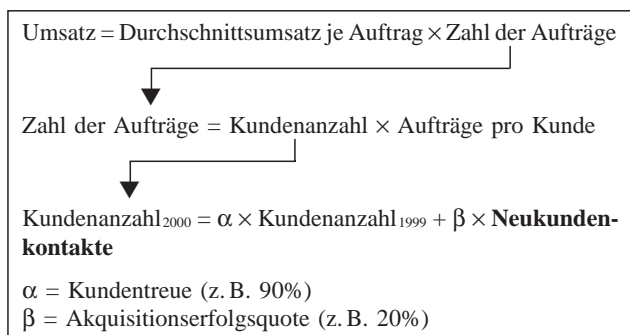 Umsatz = Durchschnittsumsatz je Auftrag × Zahl der Aufträge
Zahl der Aufträge = Kundenanzahl × Aufträge pro Kunde
Kundenanzahl2000 = α × Kundenanzahl1999 + β × Neukunden-
kontakte
α = Kundentreue (z. B. 90%)
β = Akquisitionserfolgsquote (z. B. 20%)